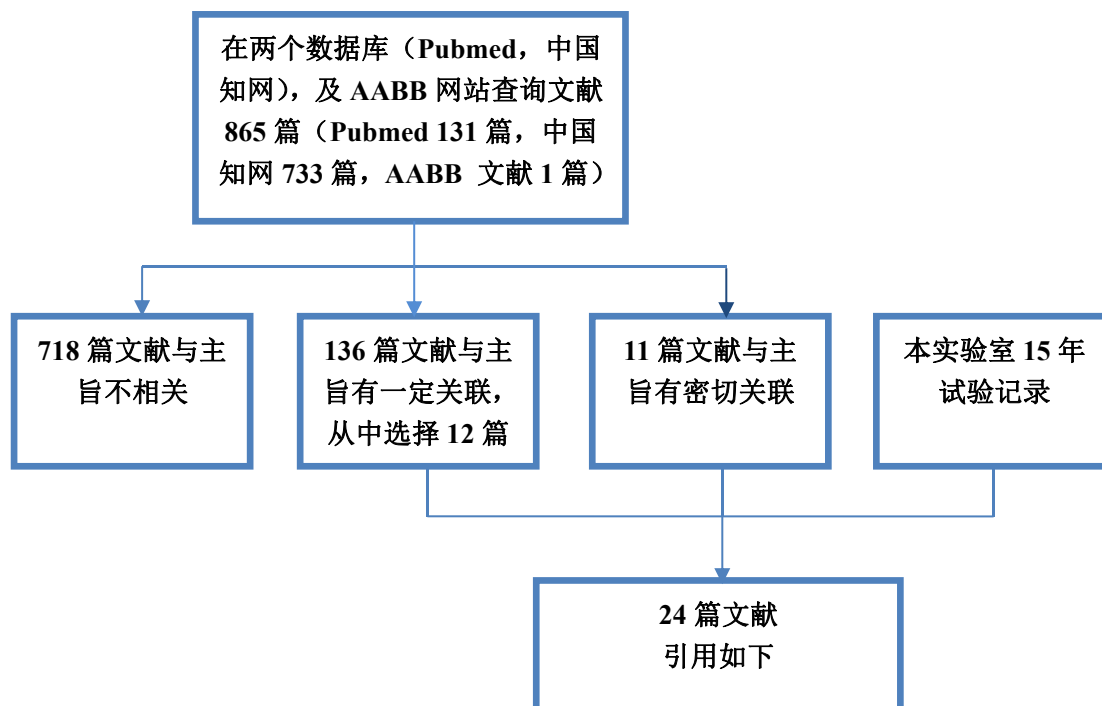 在两个数据库（Pubmed，中国
知网），及 AABB 网站查询文献
865 篇（Pubmed 131 篇，中国
知网 733 篇，AABB 文献 1 篇）
718 篇文献与主
旨不相关
136 篇文献与主
旨有一定关联，
从中选择 12 篇
11 篇文献与主
旨有密切关联
本实验室 15 年
试验记录
24 篇文献
引用如下